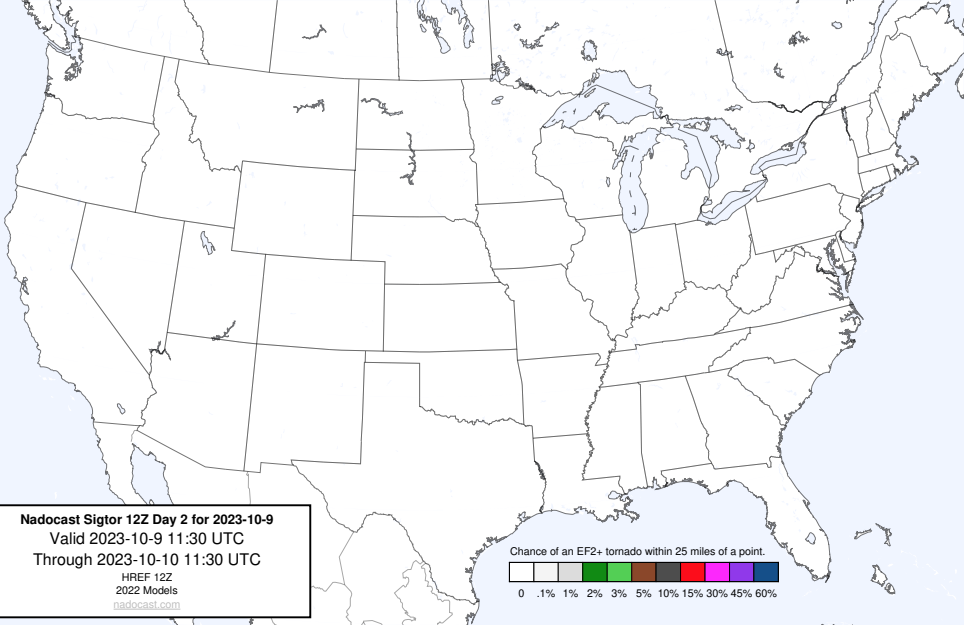 Nadocast Sigtor 12Z Day 2 for 2023-10-9
Valid 2023-10-9 11:30 UTC
Through 2023-10-10 11:30 UTC
HREF 12Z
2022 Models
nadocast.com
Chance of an EF2+ tornado within 25 miles of a point.
0 .1% 1% 2% 3% 5% 10% 15% 30% 45% 60%